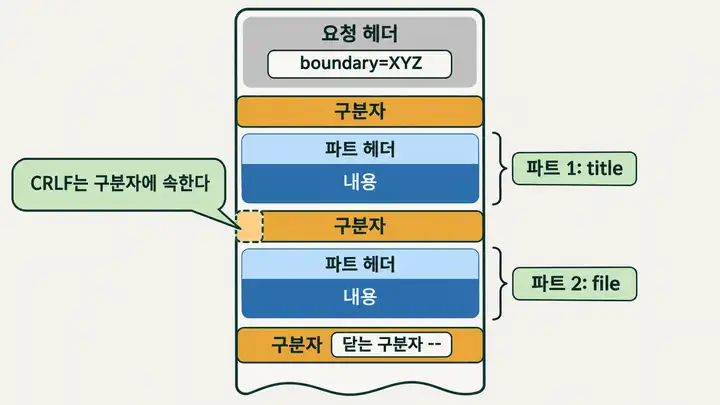 요청 헤더
boundary=XYZ
구분자
파트 헤더
내용
파트 1: title
CRLF는 구분자에 속한다
구분자
파트 헤더
내용
파트 2: file
구분자
닫는 구분자 --